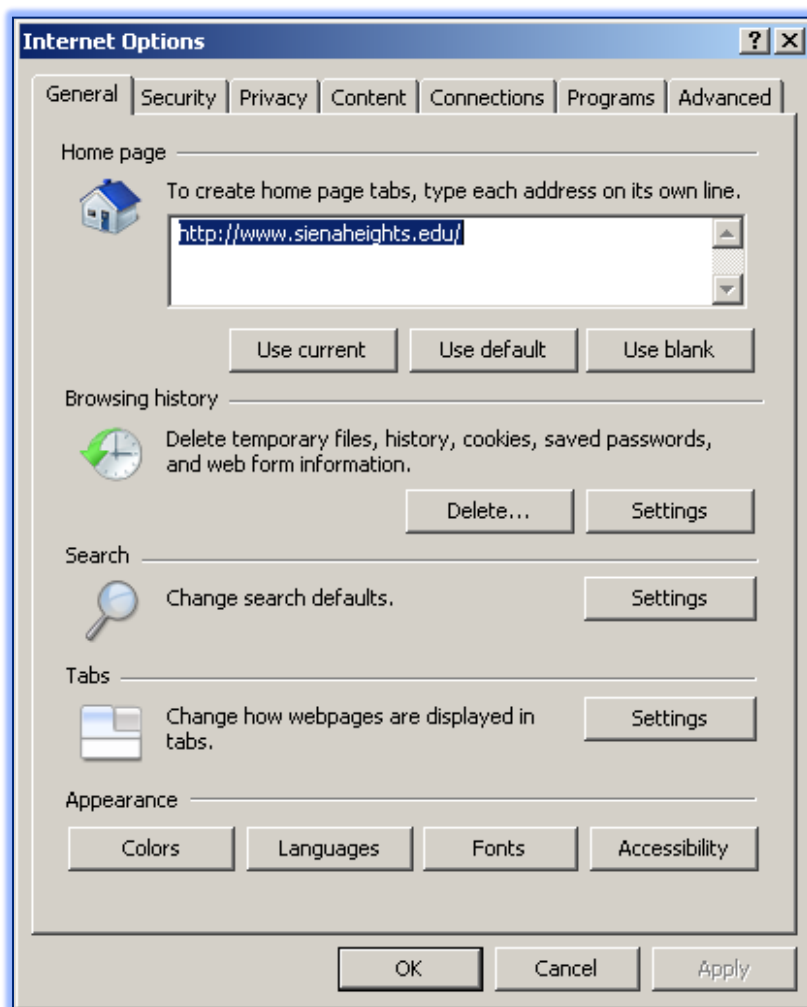 Internet Options
General Security Privacy Content Connections Programs Advanced
Home page
To create home page tabs, type each address on its own line.
http://www.sienaheights.edu/
Use current Use default Use blank
Browsing history
Delete temporary files, history, cookies, saved passwords,
and web form information.
Delete... Settings
Search
Change search defaults. Settings
Tabs
Change how webpages are displayed in
tabs.
Settings
Appearance
Colors Languages Fonts Accessibility
OK Cancel Apply